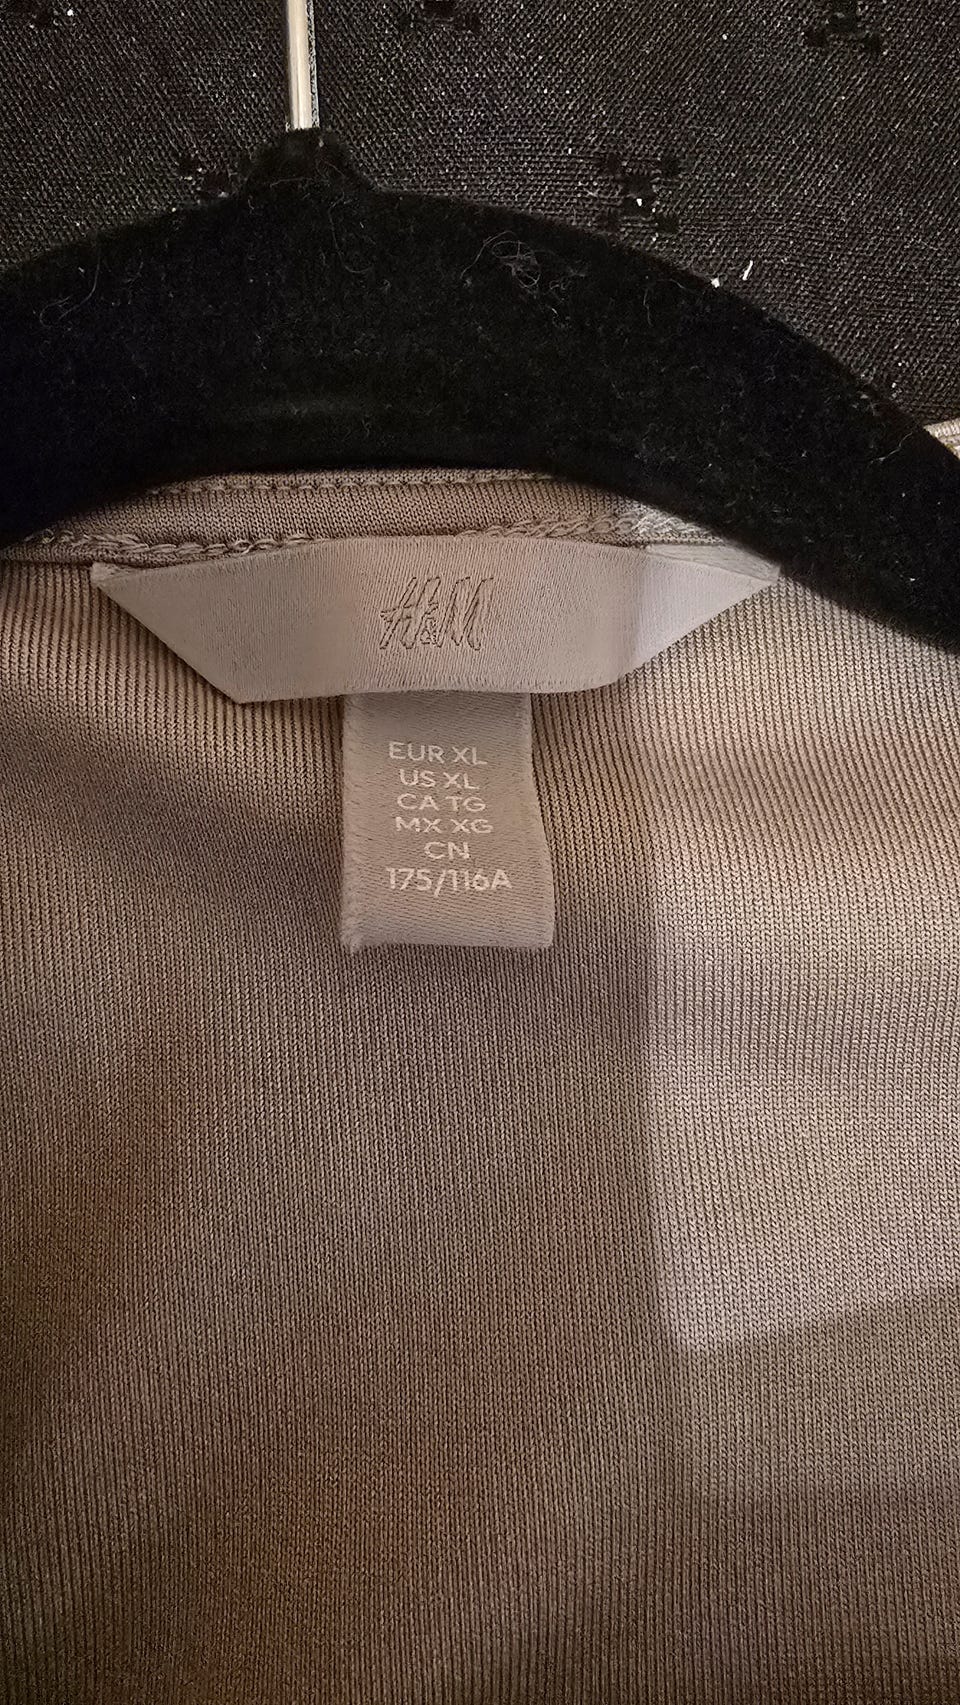 H&M
EUR XL
US XL
CA TG
MX XG
CN
175/116A